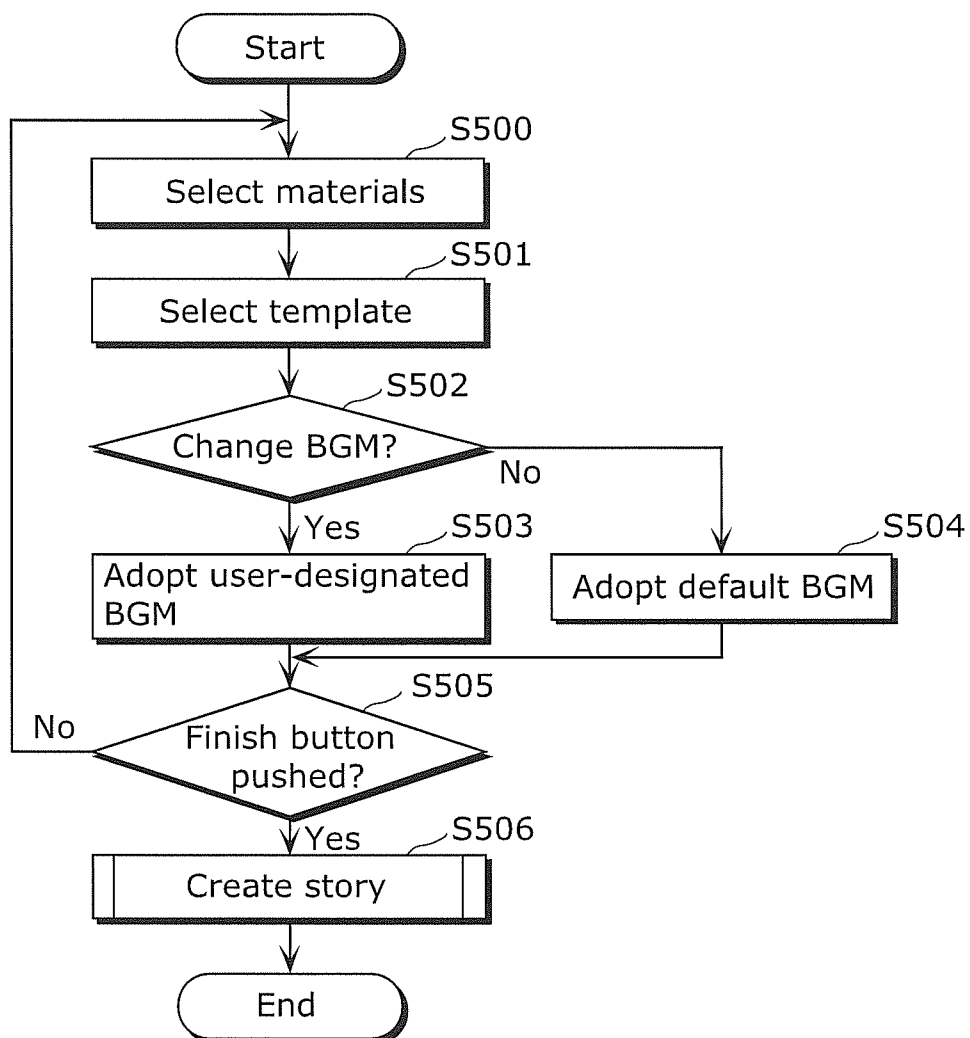 Start
S500
Select materials
S501
Select template
S502
Change BGM?
No
Yes
S503
S504
Adopt user-designated
BGM
Adopt default BGM
S505
No
Finish button
pushed?
Yes
S506
Create story
End